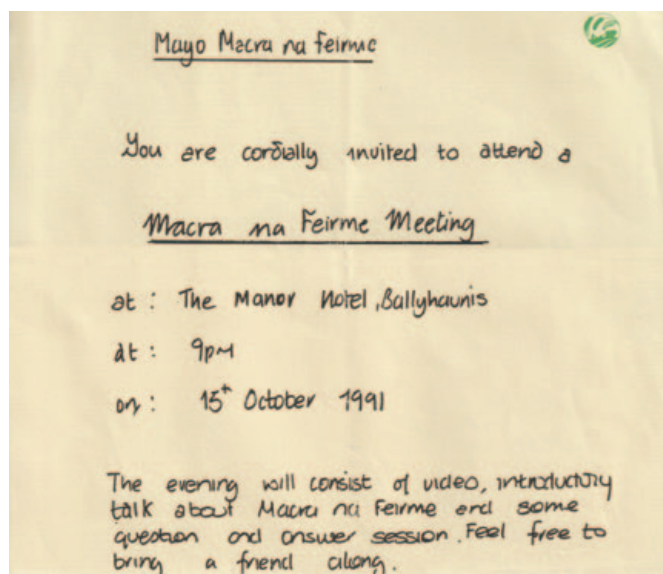 Mayo Macra na Feirme
You are cordially invited to attend a
Macra na Feirme Meeting
at : The Manor Hotel, Ballyhaunis
at : 9pm
on : 15th October 1991
The evening will consist of video, introductory
talk about Macra na Feirme and some
question and answer session. Feel free to
bring a friend along.